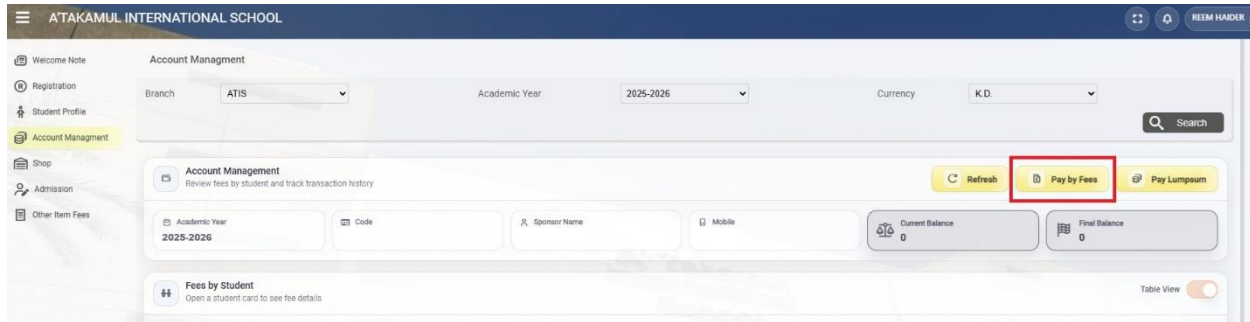 A'TAKAMUL INTERNATIONAL SCHOOL
REEM HAIDER
Welcome Note
Registration
Student Profile
Account Managment
Shop
Admission
Other Item Fees
Account Managment
Branch ATIS Academic Year 2025-2026 Currency K.D.
Search
Account Management
Review fees by student and track transaction history
Refresh Pay by Fees Pay Lumpsum
Academic Year
2025-2026
Code
Sponsor Name
Mobile
Current Balance
0
Final Balance
0
Fees by Student
Open a student card to see fee details
Table View